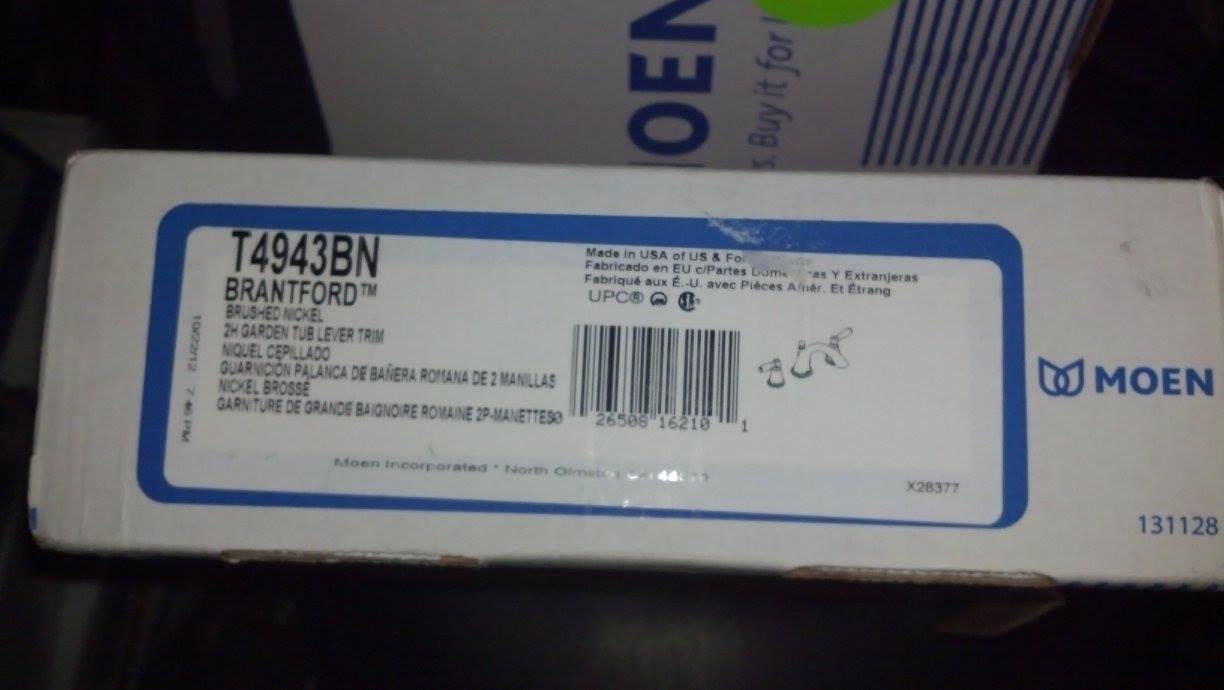 MOEN
s. Buy it for
T4943BN
BRANTFORD™
BRUSHED NICKEL
2H GARDEN TUB LEVER TRIM
NIQUEL CEPILLADO
GUARNICIÓN PALANCA DE BAÑERA ROMANA DE 2 MANILLAS
NICKEL BROSSÉ
GARNITURE DE GRANDE BAIGNOIRE ROMAINE 2P-MANETTES
10/22/12 7:46 PM
Made in USA of US &
Fabricado en EU c/Partes Y Extranjeras
Fabriqué aux É.-U. avec Pièces Amér. Et Étrang
UPC®
26508 16210 1
Moen Incorporated * North
X28377
MOEN
131128